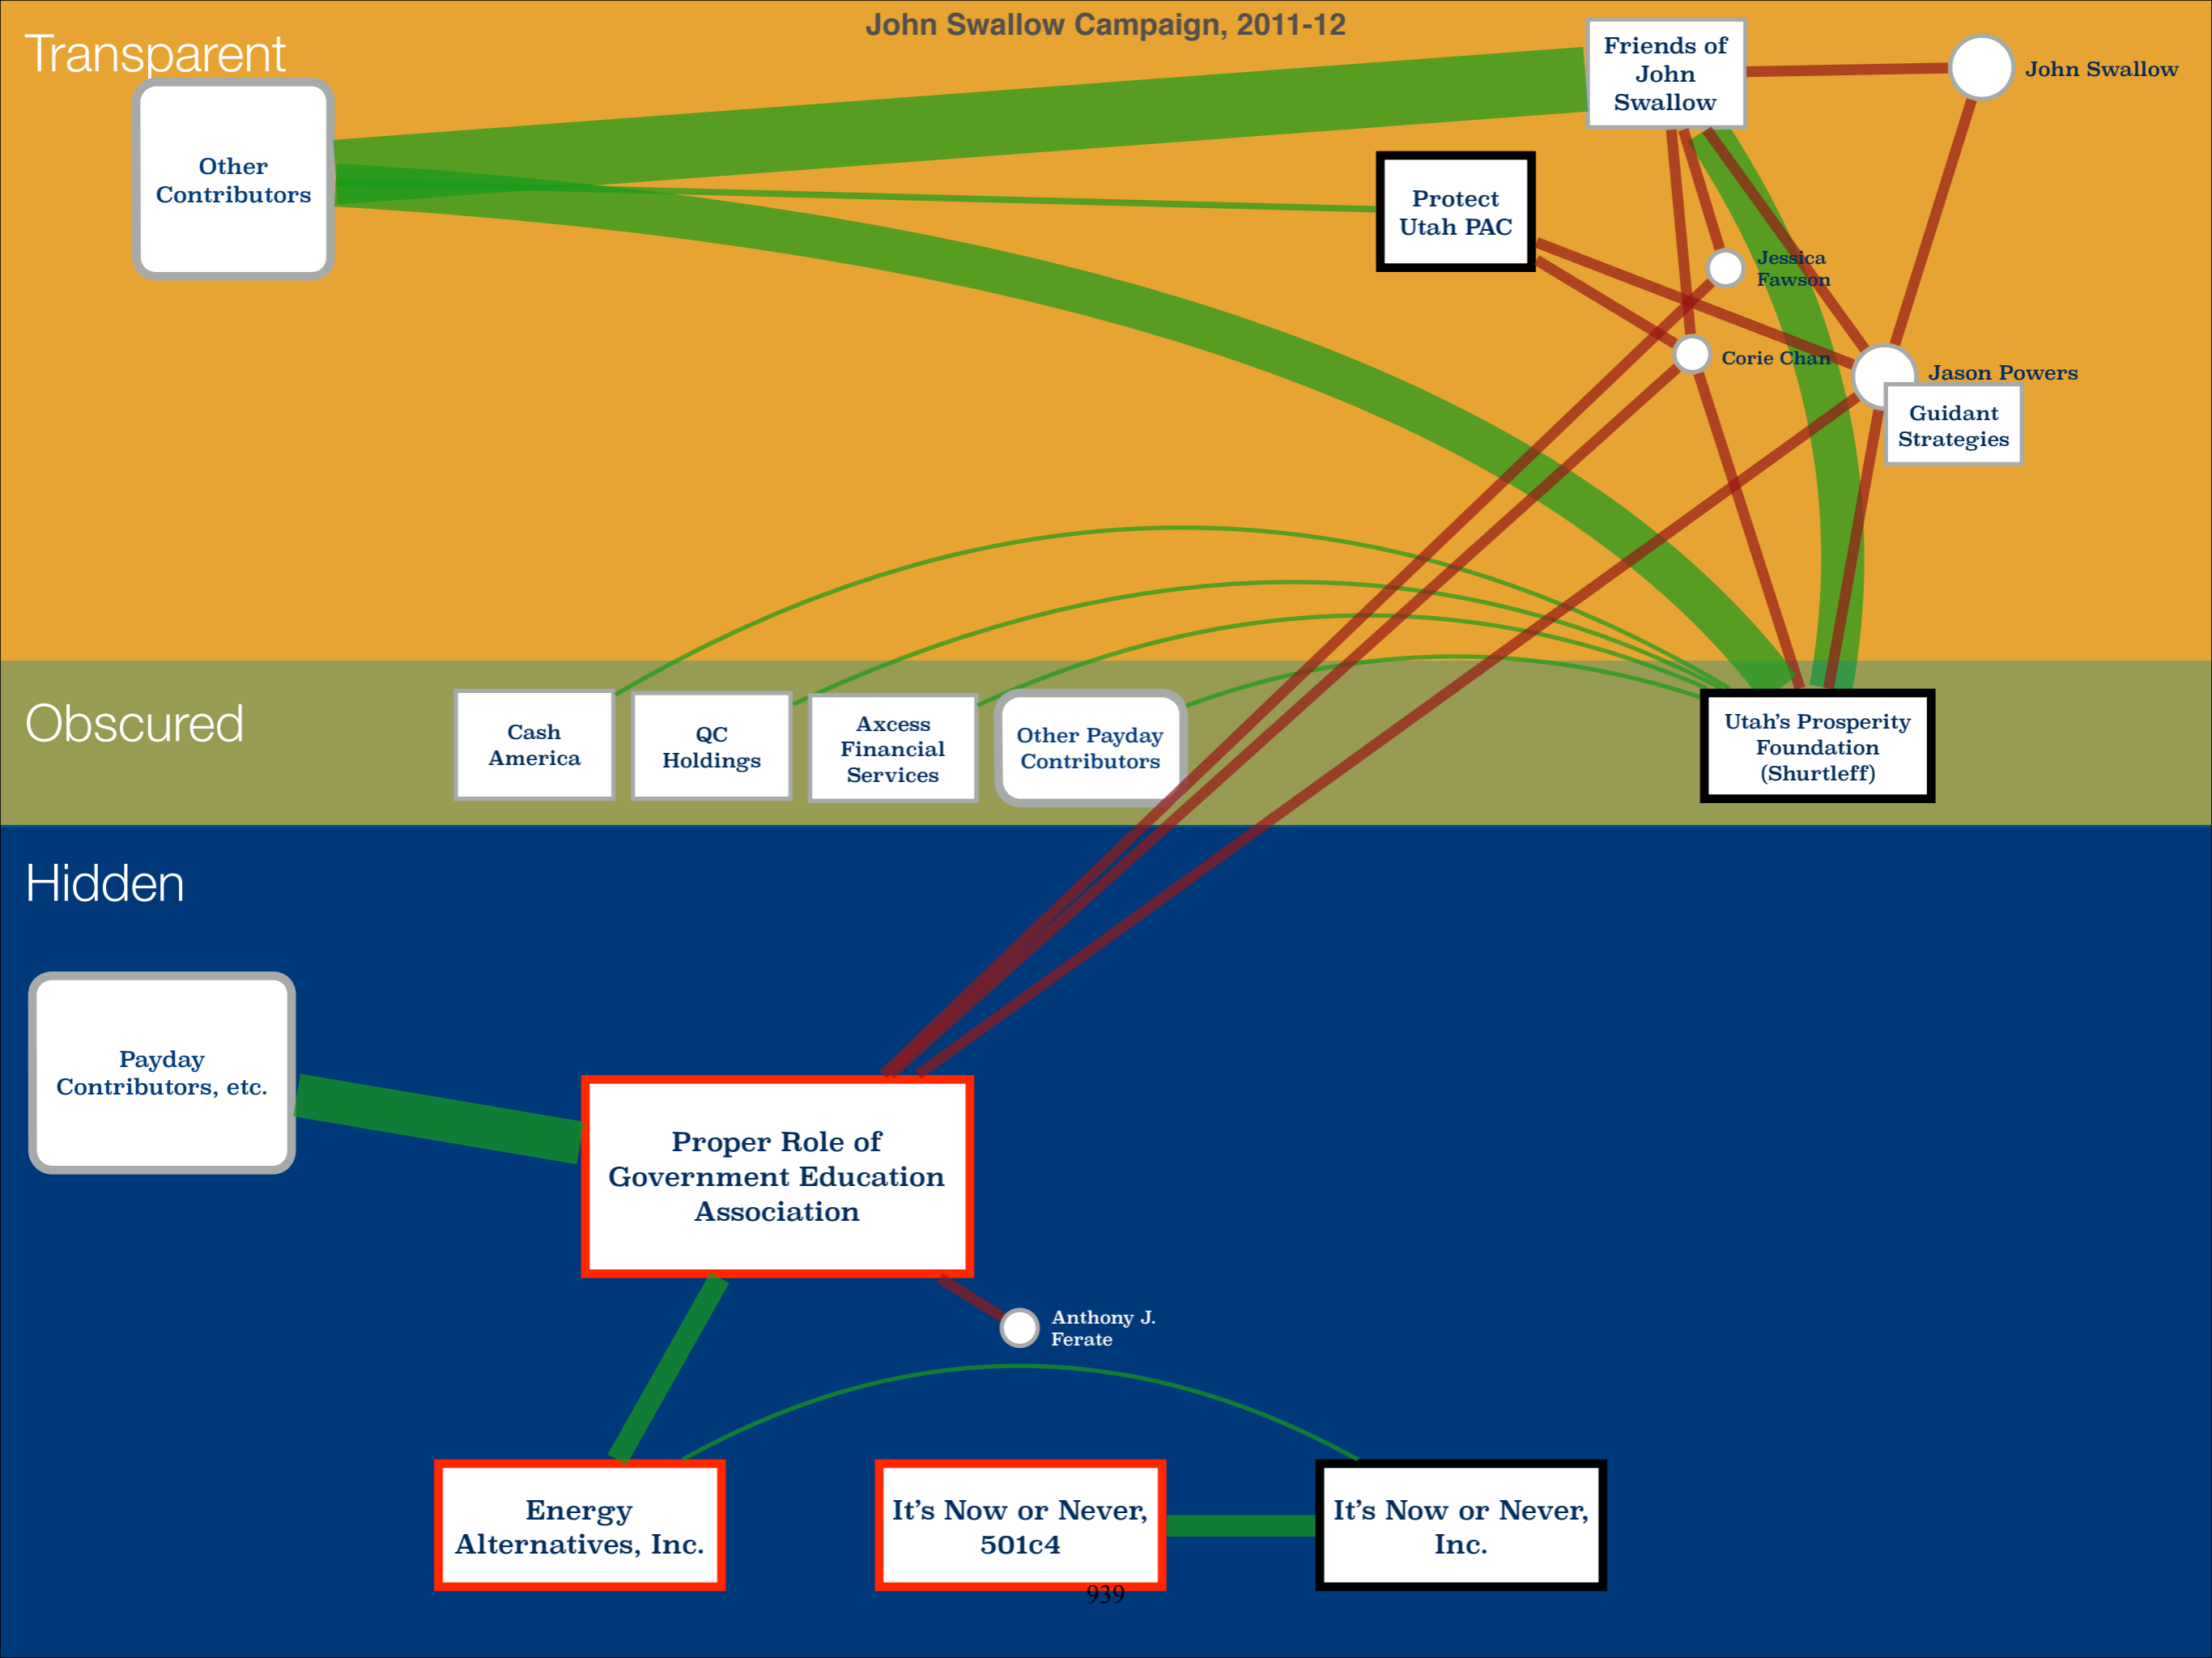 John Swallow Campaign, 2011-12
Transparent
Friends of
John
Swallow
John Swallow
Other
Contributors
Protect
Utah PAC
Jessica
Fawson
Corie Chan
Jason Powers
Guidant
Strategies
Obscured
Cash
America
QC
Holdings
Axcess
Financial
Services
Other Payday
Contributors
Utah's Prosperity
Foundation
(Shurtleff)
Hidden
Payday
Contributors, etc.
Proper Role of
Government Education
Association
Anthony J.
Ferate
Energy
Alternatives, Inc.
It's Now or Never,
501c4
It's Now or Never,
Inc.
939